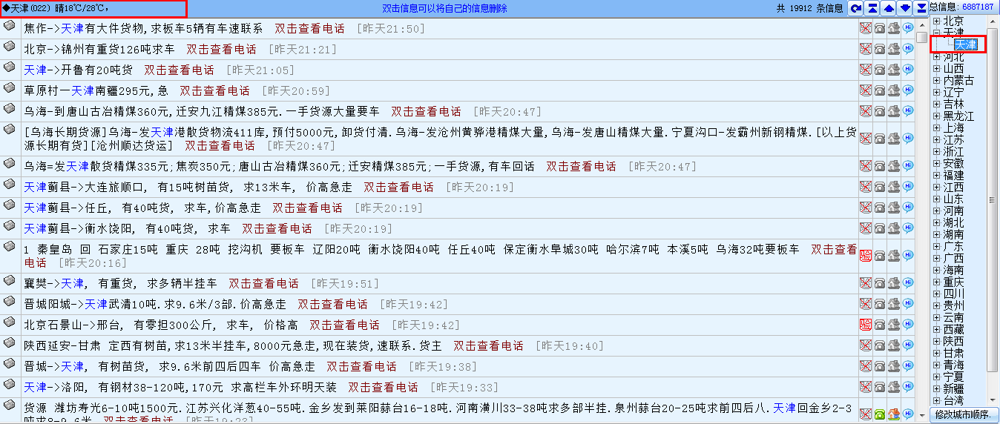 ◆天津(022) 晴18℃/28℃,
双击信息可以将自己的信息删除
共 19912 条信息
总信息: 6887187
焦作->天津有大件货物,求板车5辆有车速联系 双击查看电话 [昨天21:50]
北京->锦州有重货126吨求车 双击查看电话 [昨天21:21]
天津->开鲁有20吨货 双击查看电话 [昨天21:05]
草原村一天津南疆295元,急 双击查看电话 [昨天20:59]
乌海-到唐山古冶精煤360元,迁安九江精煤385元.一手货源大量要车 双击查看电话 [昨天20:47]
[乌海长期货源]乌海-发天津港散货物流411库,预付5000元,卸货付清.乌海-发沧州黄骅港精煤大量,乌海-发唐山精煤大量.宁夏沟口-发霸州新钢精煤.[以上货
源长期有货][沧州顺达货运] 双击查看电话 [昨天20:47]
乌海=发天津散货精煤335元;焦炭350元;唐山古冶精煤360元;迁安精煤385元;一手货源,有车回话 双击查看电话 [昨天20:47]
天津蓟县->大连旅顺口, 有15吨树苗货, 求13米车, 价高急走 双击查看电话 [昨天20:19]
天津蓟县->任丘, 有40吨货, 求车,价高急走 双击查看电话 [昨天20:19]
天津蓟县->衡水饶阳, 有40吨货, 求车 双击查看电话 [昨天20:19]
1 秦皇岛 回 石家庄15吨 重庆 28吨 挖沟机 要板车 辽阳20吨 衡水饶阳40吨 任丘40吨 保定衡水阜城30吨 哈尔滨7吨 本溪5吨 乌海32吨要板车 双击查看
电话 [昨天20:16]
襄樊->天津, 有重货, 求多辆半挂车 双击查看电话 [昨天19:51]
晋城阳城->天津武清10吨.求9.6米/3部.价高急走 双击查看电话 [昨天19:42]
北京石景山->邢台, 有零担300公斤, 求车, 价格高 双击查看电话 [昨天19:42]
陕西延安-甘肃 定西有树苗,求13米半挂车,8000元急走,现在装货,速联系.货主 双击查看电话 [昨天19:40]
晋城->天津, 有树苗货, 求9.6米前四后四车 价高急走 双击查看电话 [昨天19:38]
天津->洛阳, 有钢材38-120吨,170元 求高栏车外环明天装 双击查看电话 [昨天19:33]
货源 潍坊寿光6-10吨1500元.江苏兴化洋葱40-55吨.金乡发到莱阳蒜台16-18吨.河南潢川33-38吨求多部半挂.泉州蒜台20-25吨求前四后八.天津回金乡2-3
吨求8-9.6米 双击查看电话 [昨天19:23]
北京
天津
天津
河北
山西
内蒙古
辽宁
吉林
黑龙江
上海
江苏
浙江
安徽
福建
江西
山东
河南
湖北
湖南
广东
广西
海南
重庆
四川
贵州
云南
西藏
陕西
甘肃
青海
宁夏
新疆
台湾
修改城市顺序.